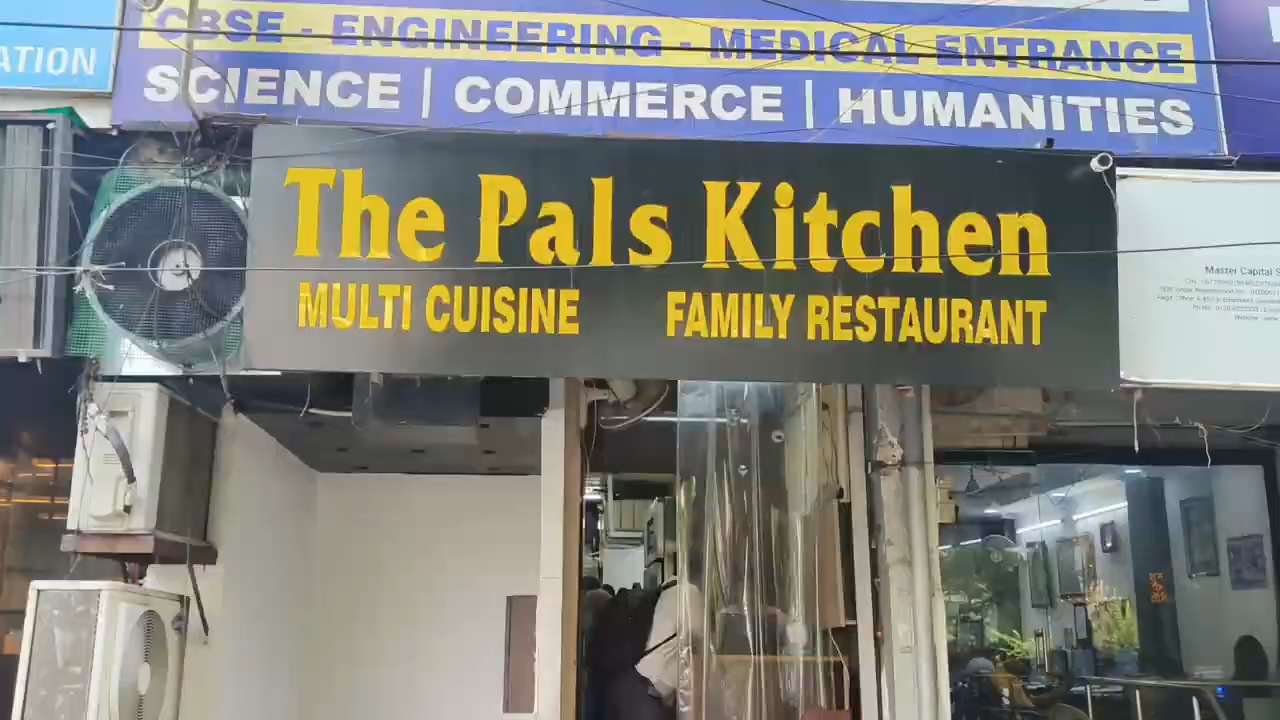 ATION
CBSE - ENGINEERING - MEDICAL ENTRANCE
SCIENCE | COMMERCE | HUMANITIES
The Pals Kitchen
MULTI CUISINE FAMILY RESTAURANT
Master Capital S